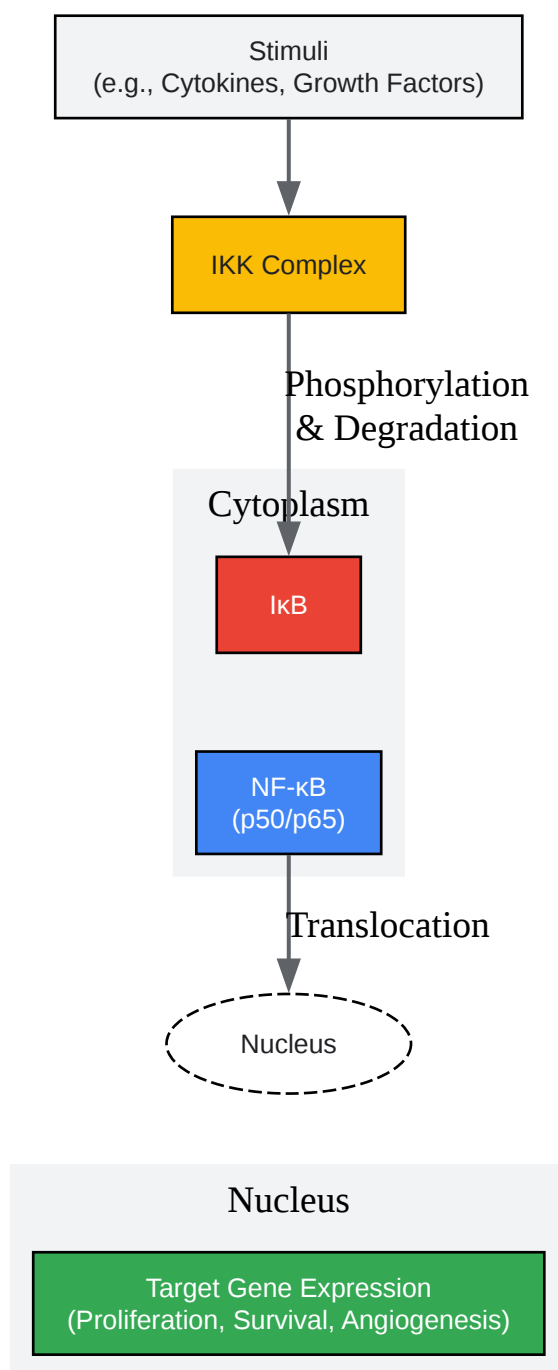 Stimuli
(e.g., Cytokines, Growth Factors)
IKK Complex
Phosphorylation
& Degradation
Cytoplasm
IκB
NF-κB
(p50/p65)
Translocation
Nucleus
Nucleus
Target Gene Expression
(Proliferation, Survival, Angiogenesis)